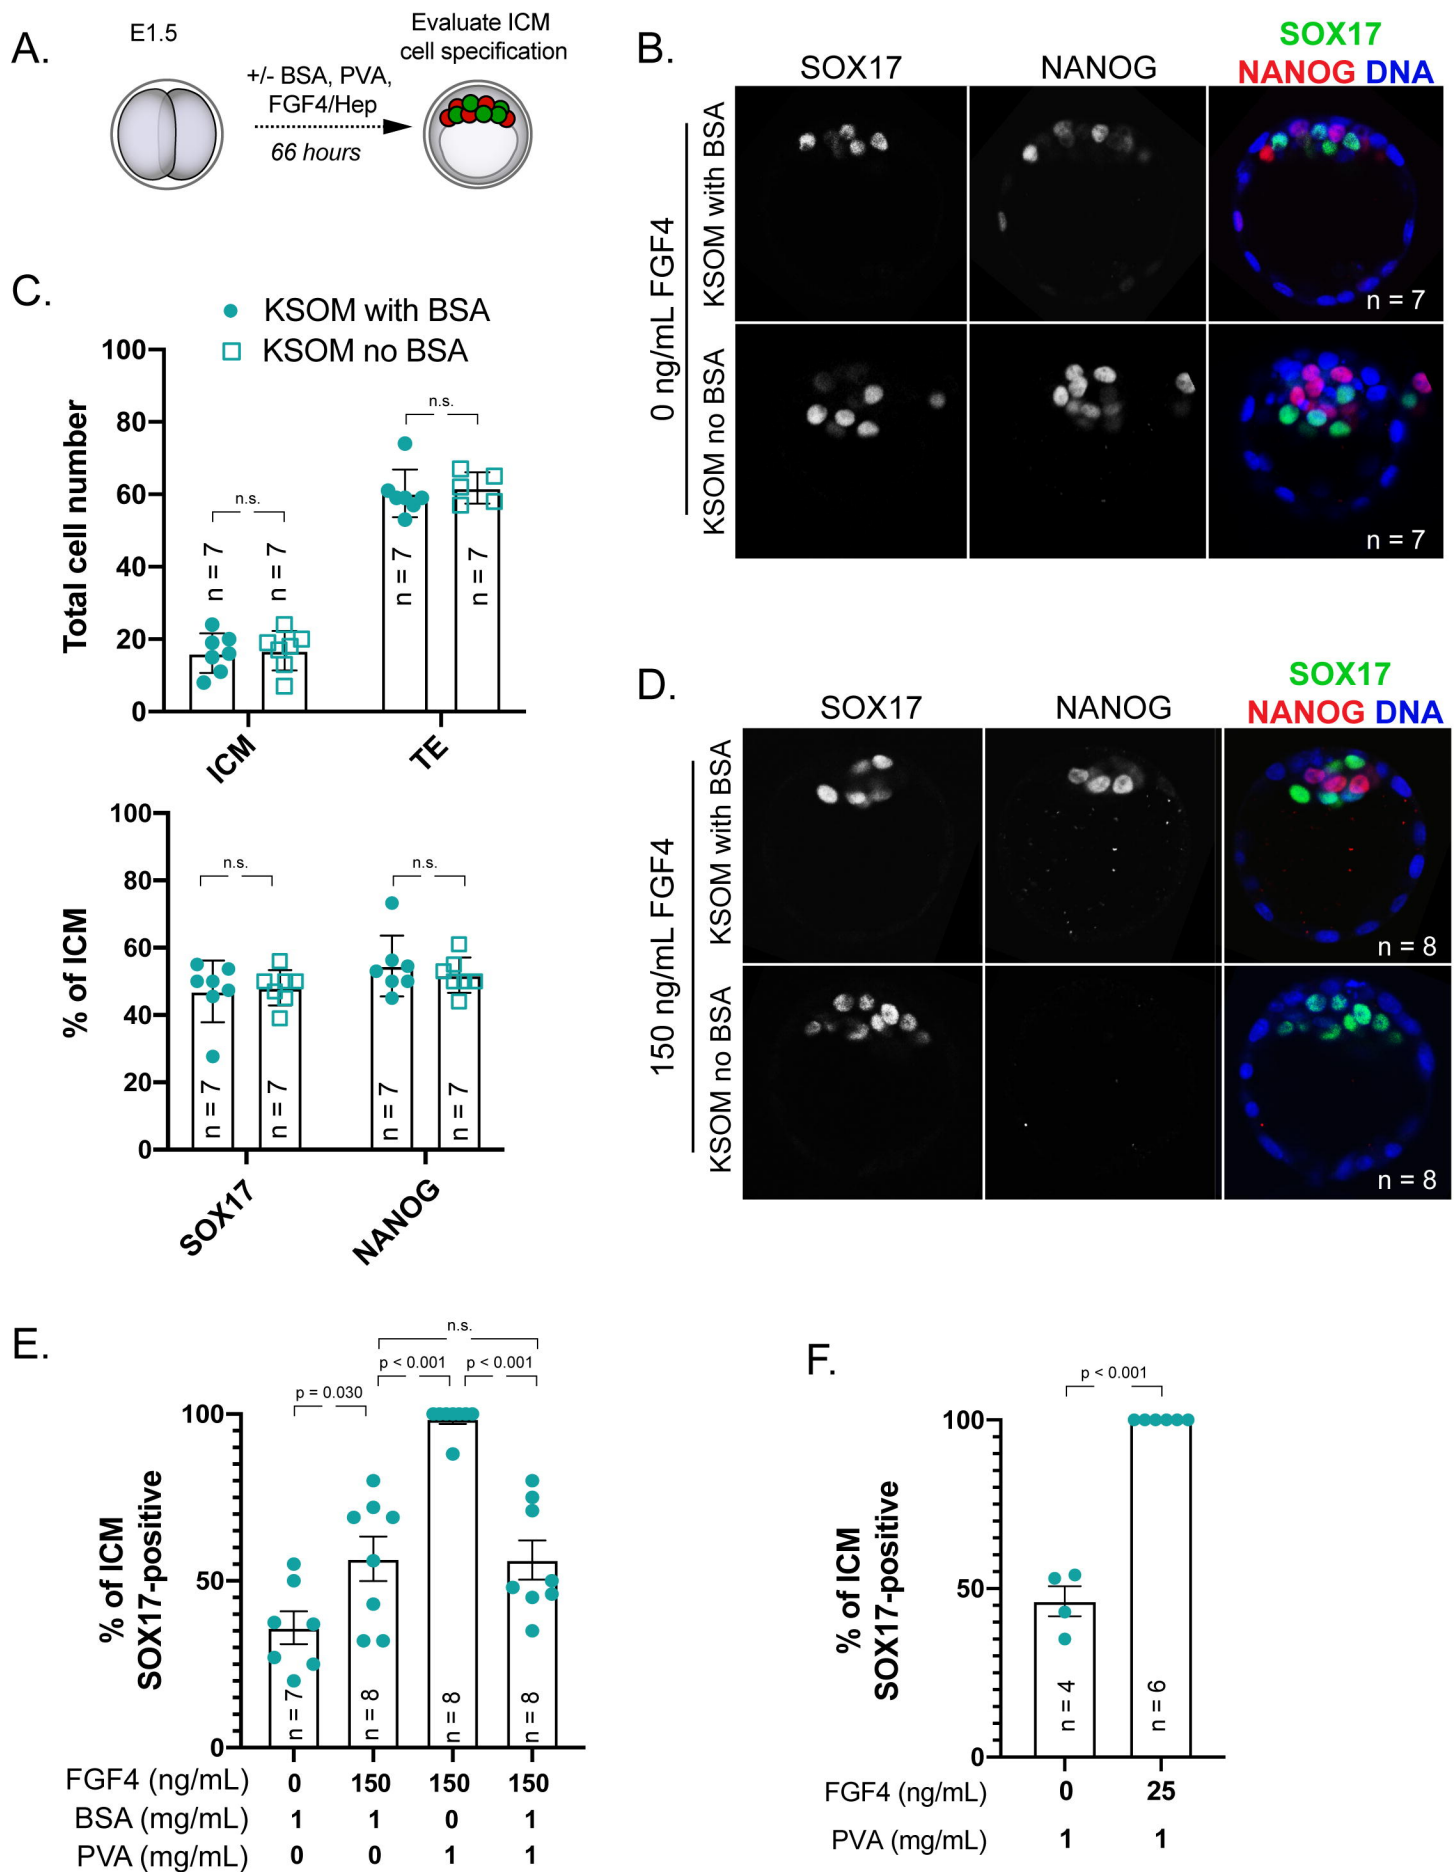 A.
E1.5
+/- BSA, PVA,
FGF4/Hep
66 hours
Evaluate ICM
cell specification
B.
SOX17
NANOG
SOX17
NANOG DNA
0 ng/mL FGF4
KSOM with BSA
KSOM no BSA
n = 7
n = 7
C.
KSOM with BSA
KSOM no BSA
Total cell number
100
80
60
40
20
0
n.s.
n.s.
n = 7
n = 7
n = 7
n = 7
ICM
TE
% of ICM
100
80
60
40
20
0
n.s.
n.s.
n = 7
n = 7
n = 7
n = 7
SOX17
NANOG
D.
SOX17
NANOG
SOX17
NANOG DNA
150 ng/mL FGF4
KSOM with BSA
KSOM no BSA
n = 8
n = 8
E.
% of ICM
SOX17-positive
100
50
0
n.s.
p < 0.001
p < 0.001
p = 0.030
n = 7
n = 8
n = 8
n = 8
FGF4 (ng/mL) 0 150 150 150
BSA (mg/mL) 1 1 0 1
PVA (mg/mL) 0 0 1 1
F.
% of ICM
SOX17-positive
100
50
0
p < 0.001
n = 4
n = 6
FGF4 (ng/mL) 0 25
PVA (mg/mL) 1 1